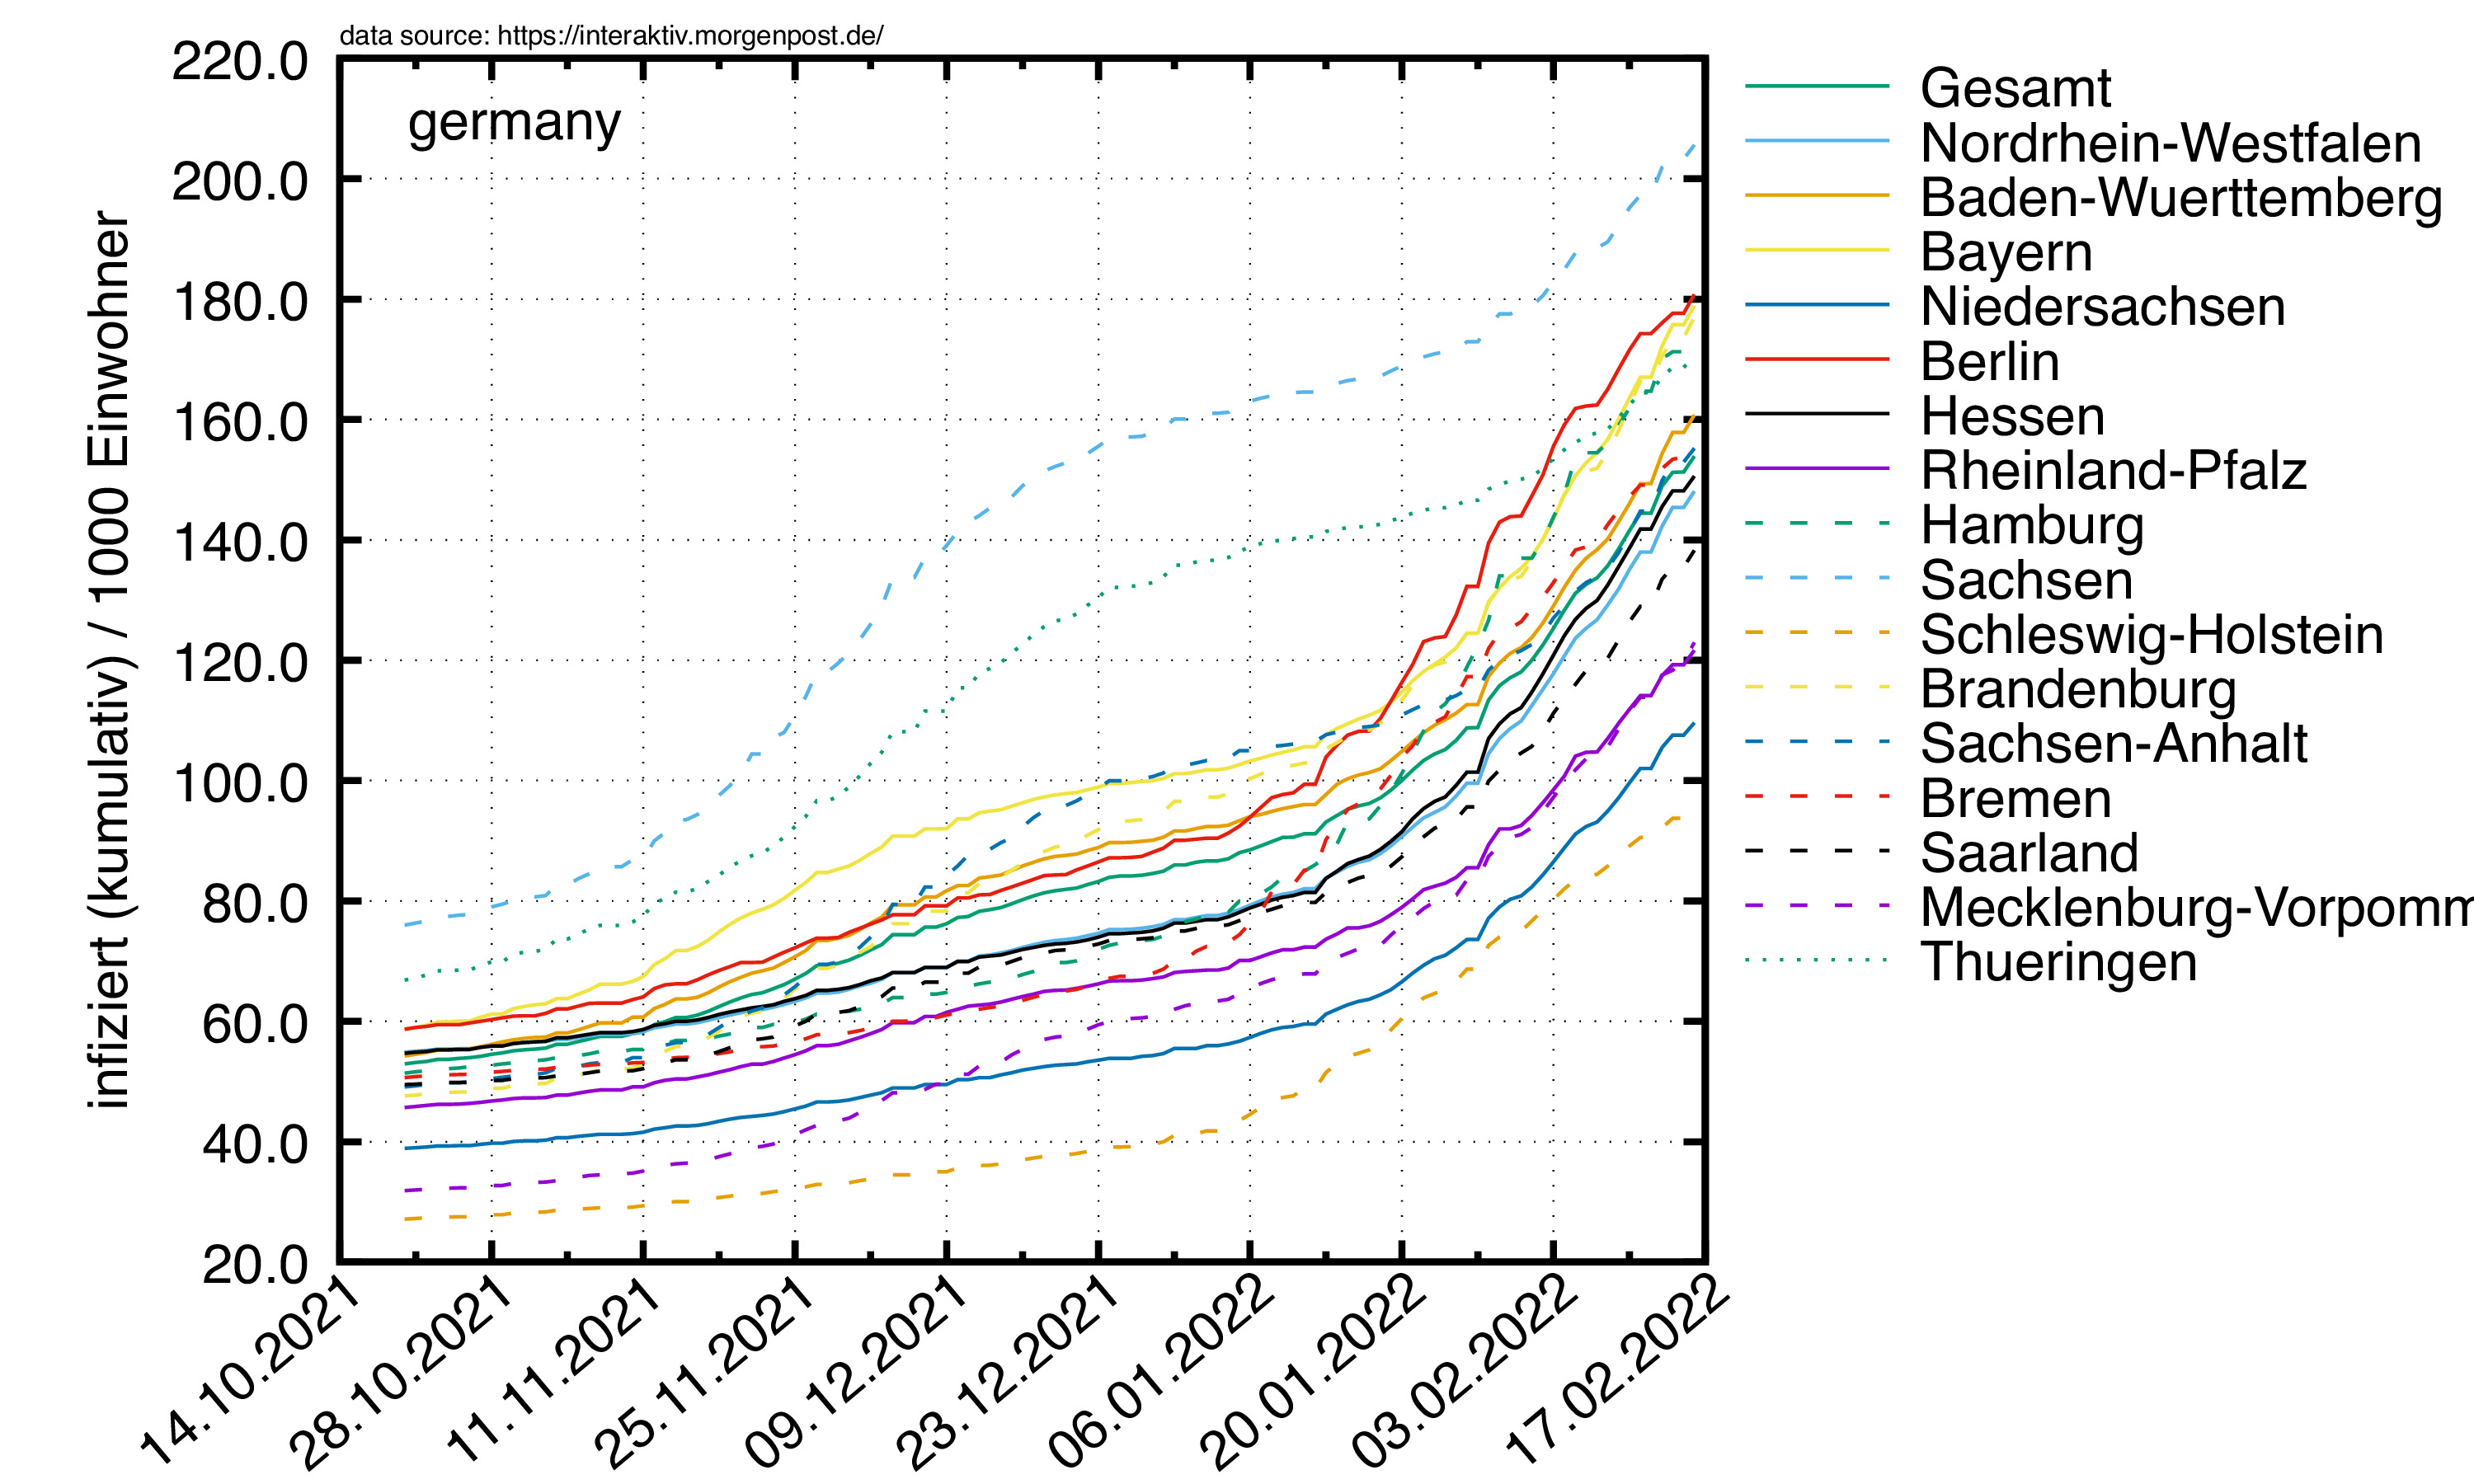 data source: https://interaktiv.morgenpost.de/
germany
infiziert (kumulativ) / 1000 Einwohner
220.0
200.0
180.0
160.0
140.0
120.0
100.0
80.0
60.0
40.0
20.0
14.10.2021
28.10.2021
11.11.2021
25.11.2021
09.12.2021
23.12.2021
06.01.2022
20.01.2022
03.02.2022
17.02.2022
Gesamt
Nordrhein-Westfalen
Baden-Wuerttemberg
Bayern
Niedersachsen
Berlin
Hessen
Rheinland-Pfalz
Hamburg
Sachsen
Schleswig-Holstein
Brandenburg
Sachsen-Anhalt
Bremen
Saarland
Mecklenburg-Vorpomm
Thueringen